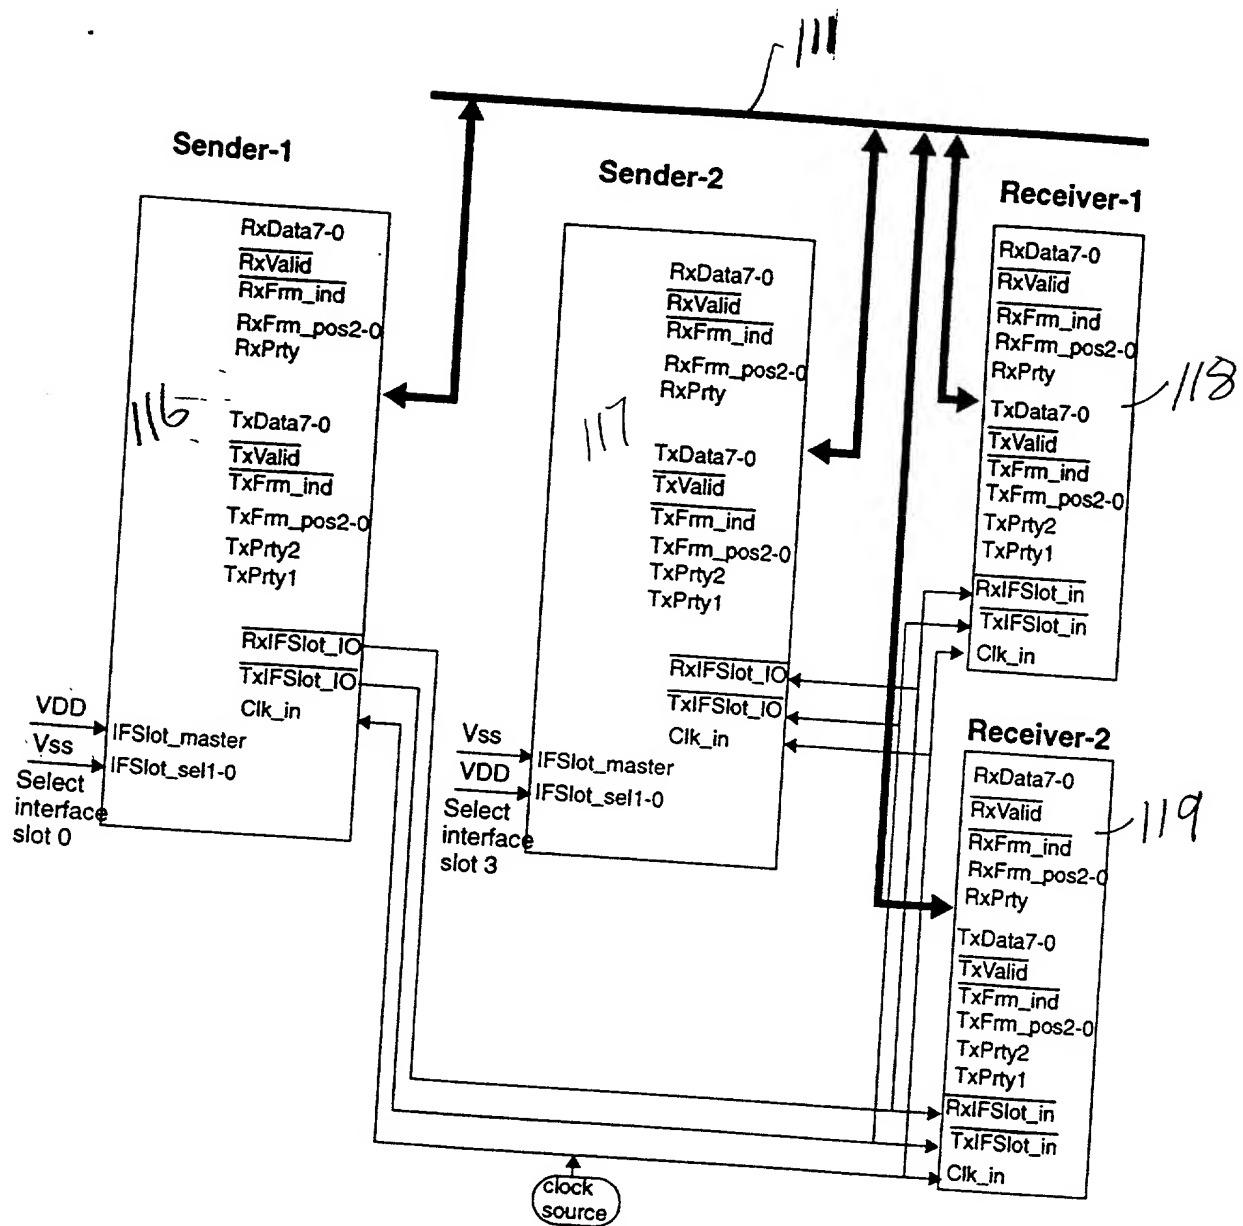 111
Sender-1
RxData7-0
RxValid
RxFrm_ind
RxFrm_pos2-0
RxPrty
116
TxData7-0
TxValid
TxFrm_ind
TxFrm_pos2-0
TxPrty2
TxPrty1
RxIFSlot_IO
TxIFSlot_IO
Clk_in
VDD
IFSlot_master
Vss
IFSlot_sel1-0
Select
interface
slot 0
Sender-2
RxData7-0
RxValid
RxFrm_ind
RxFrm_pos2-0
RxPrty
117
TxData7-0
TxValid
TxFrm_ind
TxFrm_pos2-0
TxPrty2
TxPrty1
RxIFSlot_IO
TxIFSlot_IO
Clk_in
Vss
IFSlot_master
VDD
IFSlot_sel1-0
Select
interface
slot 3
Receiver-1
RxData7-0
RxValid
RxFrm_ind
RxFrm_pos2-0
RxPrty
118
TxData7-0
TxValid
TxFrm_ind
TxFrm_pos2-0
TxPrty2
TxPrty1
RxIFSlot_in
TxIFSlot_in
Clk_in
Receiver-2
RxData7-0
RxValid
119
RxFrm_ind
RxFrm_pos2-0
RxPrty
TxData7-0
TxValid
TxFrm_ind
TxFrm_pos2-0
TxPrty2
TxPrty1
RxIFSlot_in
TxIFSlot_in
Clk_in
clock
source